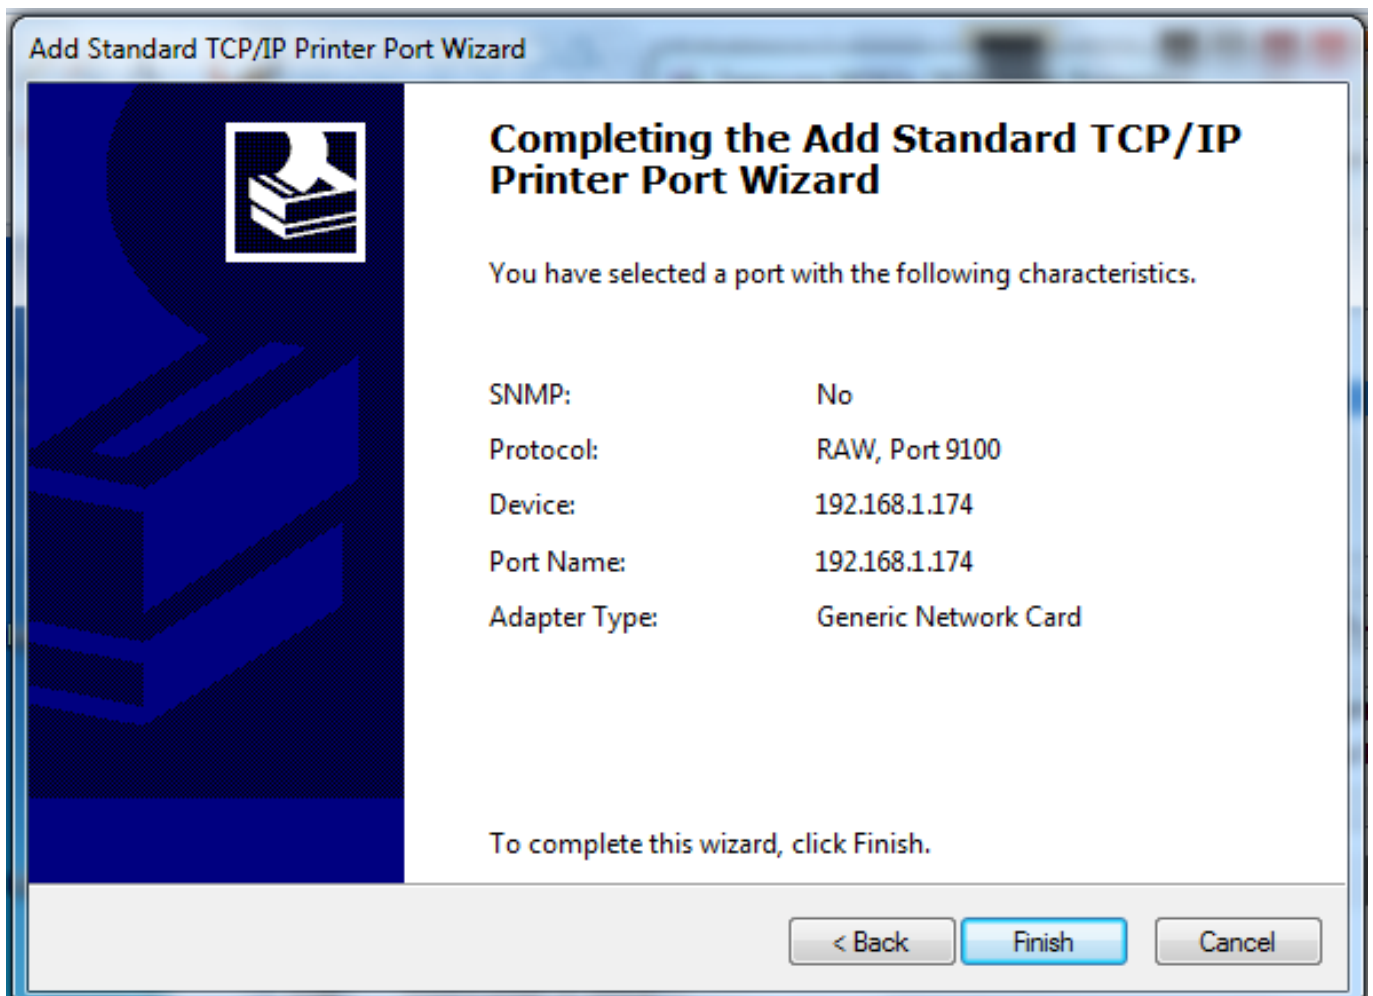 Add Standard TCP/IP Printer Port Wizard
Completing the Add Standard TCP/IP
Printer Port Wizard
You have selected a port with the following characteristics.
SNMP: No
Protocol: RAW, Port 9100
Device: 192.168.1.174
Port Name: 192.168.1.174
Adapter Type: Generic Network Card
To complete this wizard, click Finish.
< Back Finish Cancel